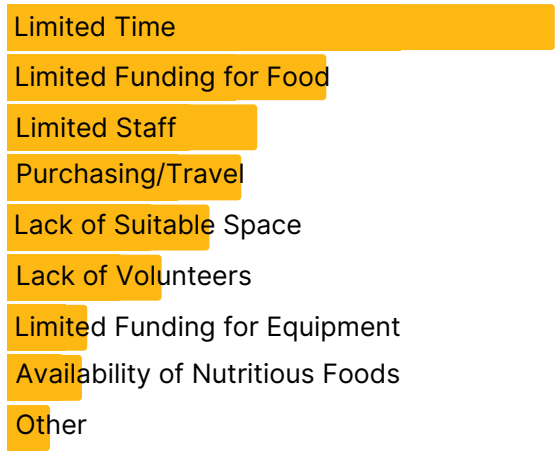 Limited Time
Limited Funding for Food
Limited Staff
Purchasing/Travel
Lack of Suitable Space
Lack of Volunteers
Limited Funding for Equipment
Availability of Nutritious Foods
Other